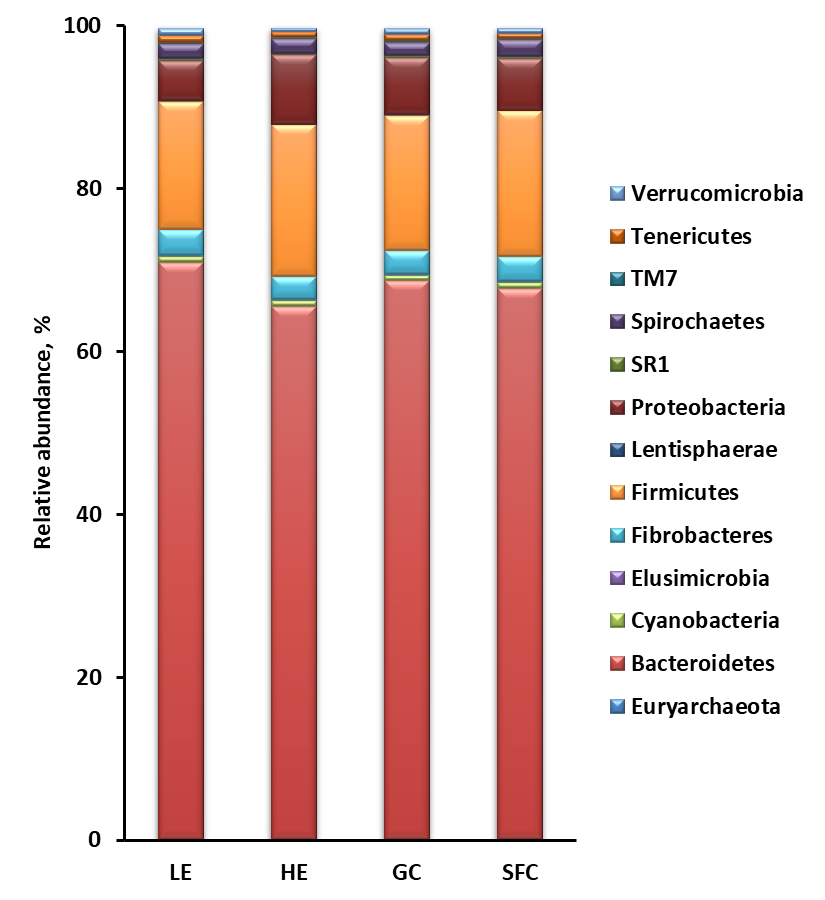 100
80
60
40
20
0
Relative abundance, %
LE HE GC SFC
Verrucomicrobia
Tenericutes
TM7
Spirochaetes
SR1
Proteobacteria
Lentisphaerae
Firmicutes
Fibrobacteres
Elusimicrobia
Cyanobacteria
Bacteroidetes
Euryarchaeota